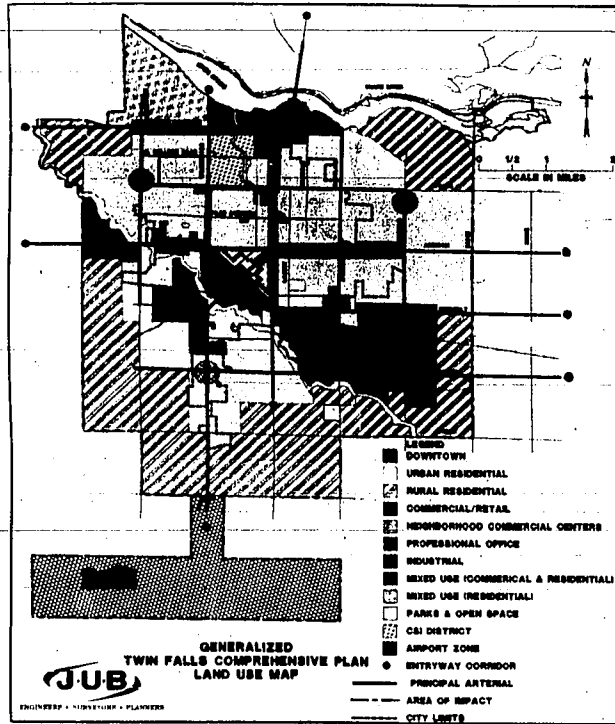 N
0 1/2 1 2
SCALE IN MILES
LEGEND
DOWNTOWN
URBAN RESIDENTIAL
RURAL RESIDENTIAL
COMMERCIAL/RETAIL
NEIGHBORHOOD COMMERCIAL CENTERS
PROFESSIONAL OFFICE
INDUSTRIAL
MIXED USE (COMMERICAL & RESIDENTIAL)
MIXED USE (RESIDENTIAL)
PARKS & OPEN SPACE
CSI DISTRICT
AIRPORT ZONE
ENTRYWAY CORRIDOR
PRINCIPAL ARTERIAL
AREA OF IMPACT
CITY LIMITS
GENERALIZED
TWIN FALLS COMPREHENSIVE PLAN
LAND USE MAP
J·U·B
ENGINEERS • SURVEYORS • PLANNERS